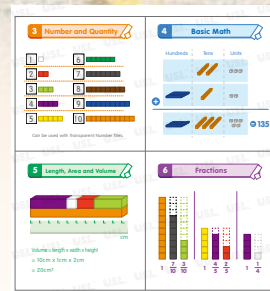 3 Number and Quantity
1 6
2 7
3 8
4 9
5 10
Can be used with Transparent Number Tiles.
4 Basic Math
Hundreds Tens Units
+
= 135
5 Length, Area and Volume
cm
Volume = length x width x height
= 10cm x 1cm x 2cm
= 20cm³
6 Fractions
1 7/10 3/10 1 4/5 2/5 1 1/4
USL